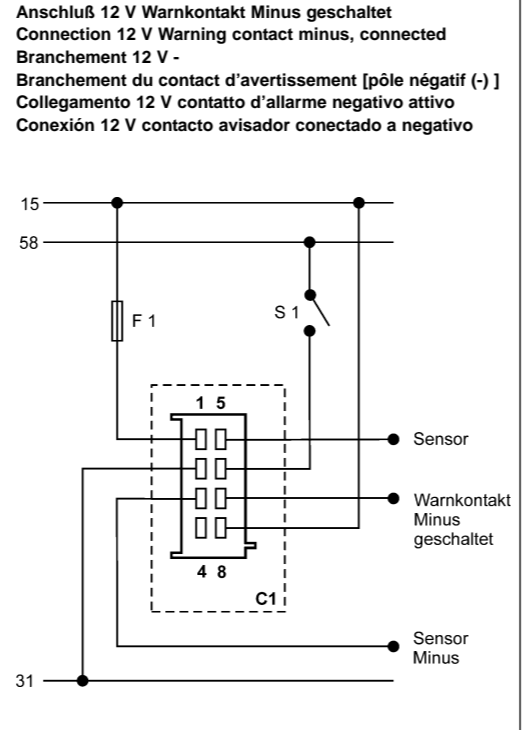 Anschluß 12 V Warnkontakt Minus geschaltet
Connection 12 V Warning contact minus, connected
Branchement 12 V -
Branchement du contact d'avertissement [pôle négatif (-) ]
Collegamento 12 V contatto d'allarme negativo attivo
Conexión 12 V contacto avisador conectado a negativo
15
58
F 1
S 1
1 5
Sensor
Warnkontakt
Minus
geschaltet
4 8
C1
Sensor
Minus
31